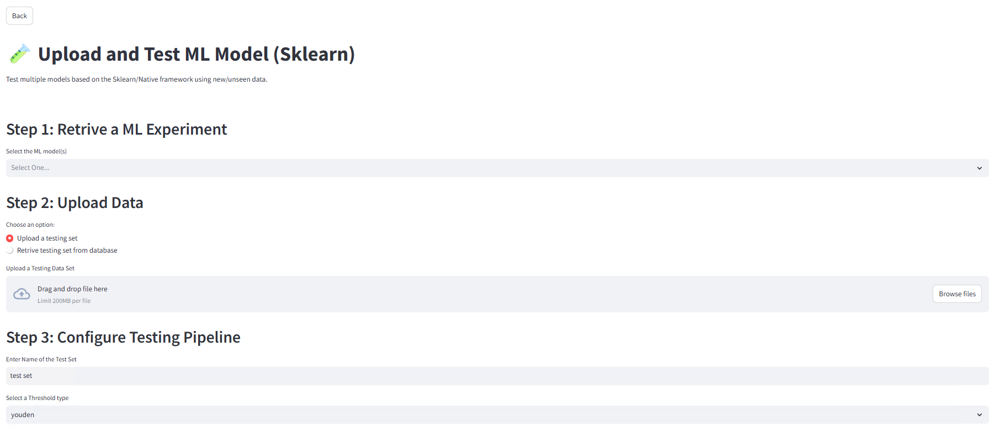 Back
Upload and Test ML Model (Sklearn)
Test multiple models based on the Sklearn/Native framework using new/unseen data.
Step 1: Retrive a ML Experiment
Select the ML model(s)
Select One...
Step 2: Upload Data
Choose an option:
Upload a testing set
Retrive testing set from database
Upload a Testing Data Set
Drag and drop file here
Limit 200MB per file
Browse files
Step 3: Configure Testing Pipeline
Enter Name of the Test Set
test set
Select a Threshold type
youden